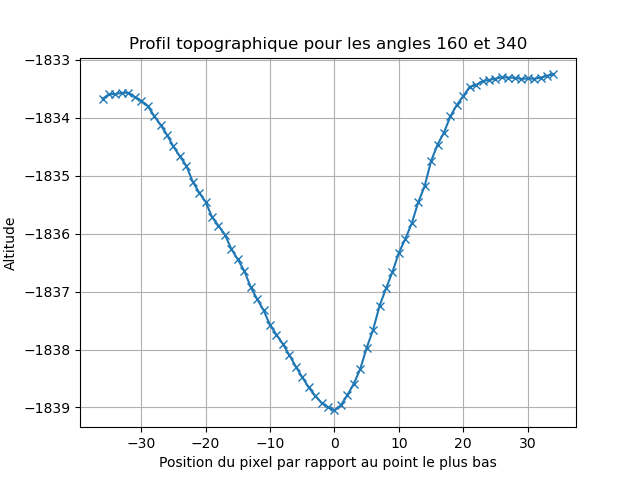 Profil topographique pour les angles 160 et 340
−1833
−1834
−1835
−1836
−1837
−1838
−1839
Altitude
−30 −20 −10 0 10 20 30
Position du pixel par rapport au point le plus bas